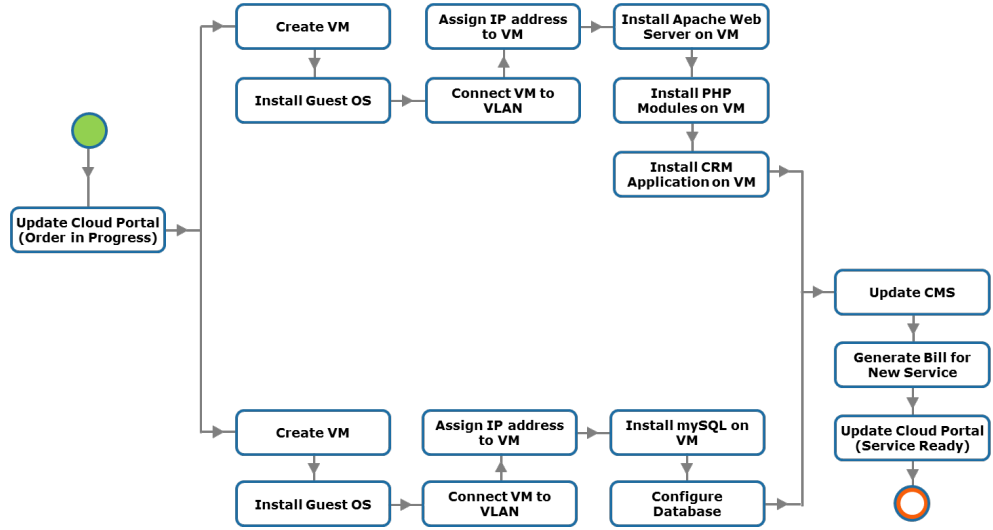 Update Cloud Portal
(Order in Progress)
Create VM
Install Guest OS
Connect VM to
VLAN
Assign IP address
to VM
Install Apache Web
Server on VM
Install PHP
Modules on VM
Install CRM
Application on VM
Create VM
Install Guest OS
Connect VM to
VLAN
Assign IP address
to VM
Install mySQL on
VM
Configure
Database
Update CMS
Generate Bill for
New Service
Update Cloud Portal
(Service Ready)